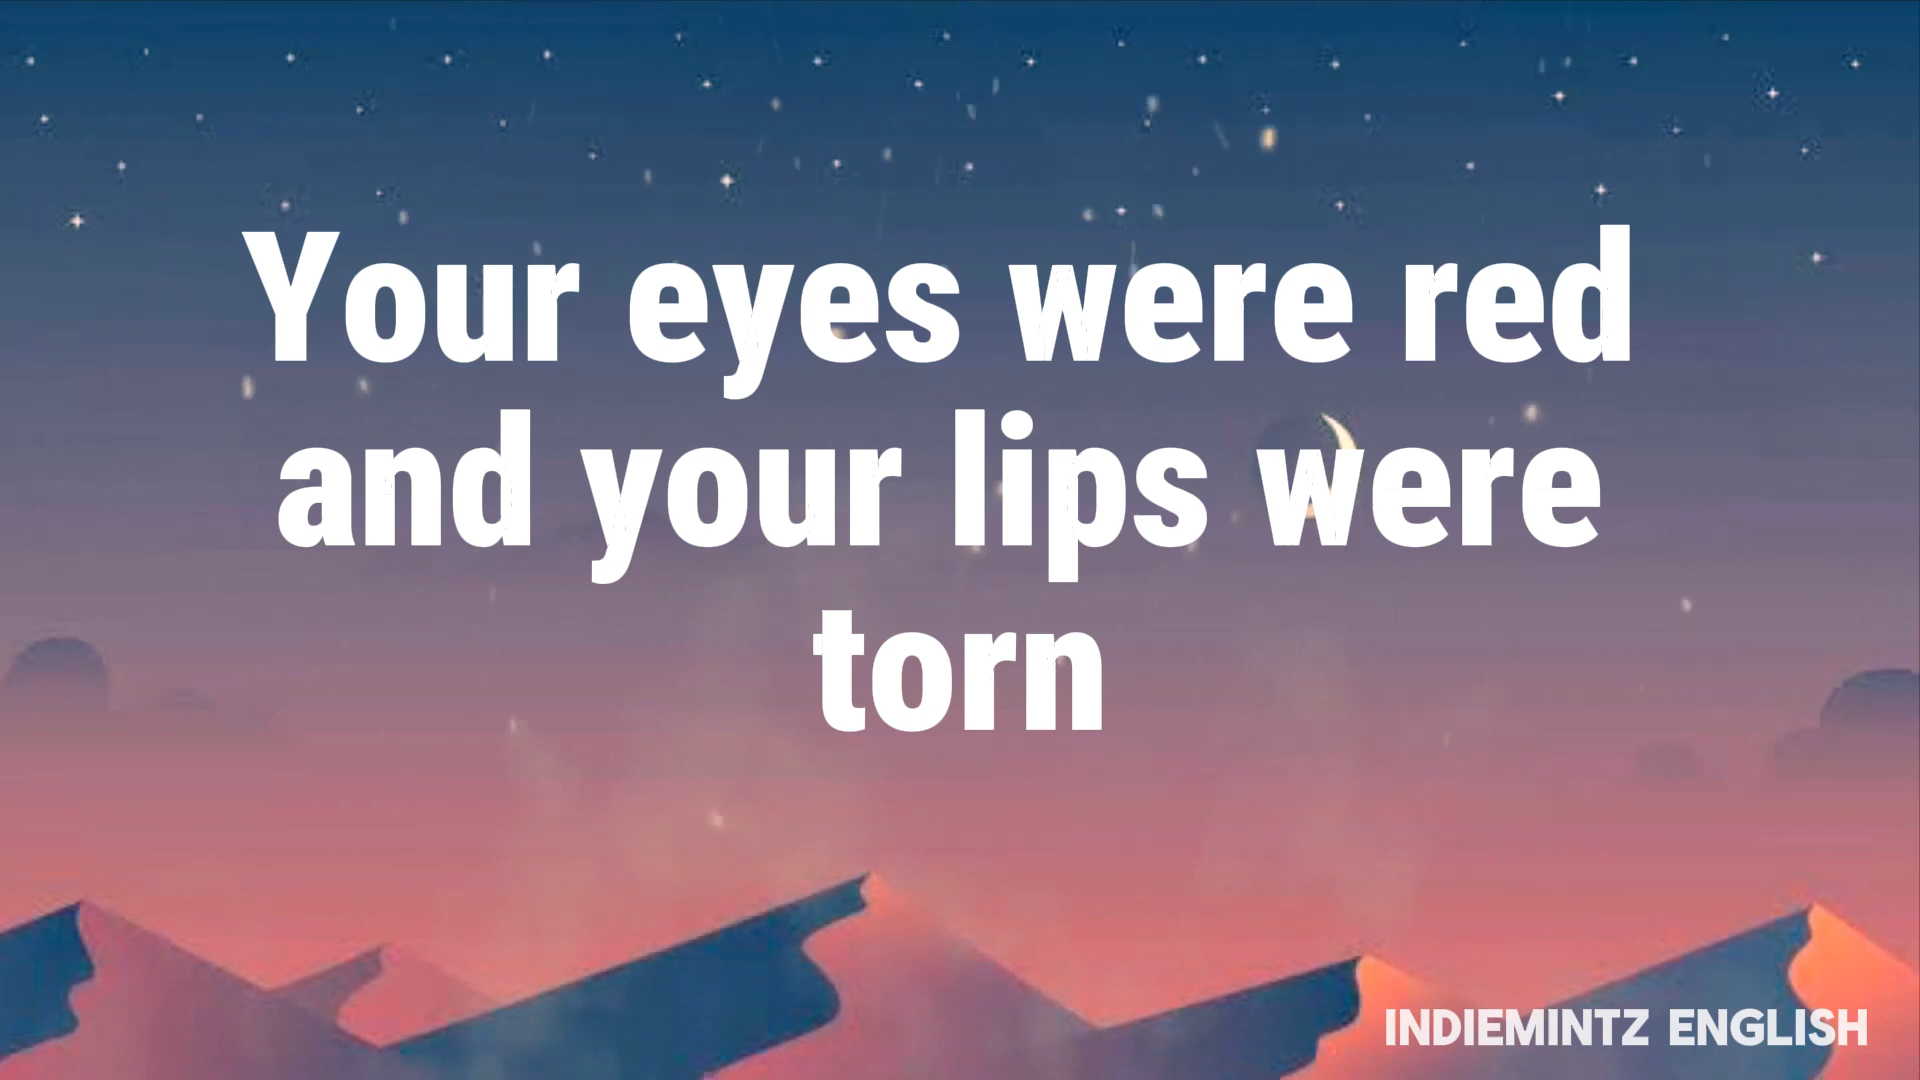 Your eyes were red
and your lips were
torn
INDIEMINTZ ENGLISH